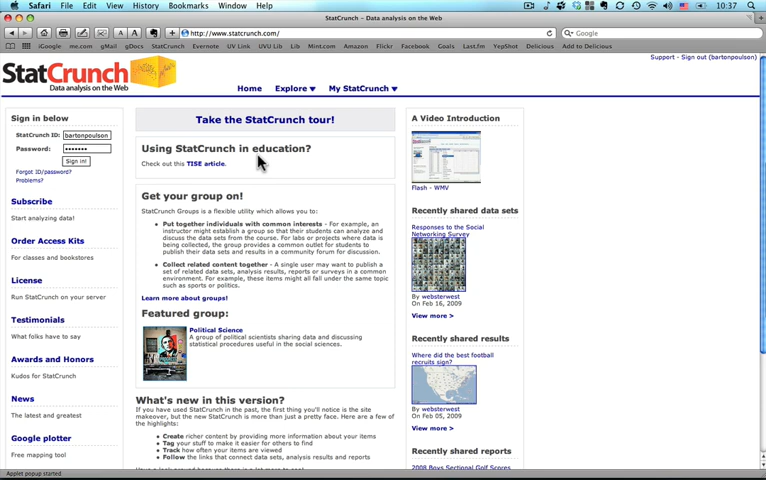 Safari File Edit View History Bookmarks Window Help 10:37
StatCrunch – Data analysis on the Web
http://www.statcrunch.com/ Google
iGoogle me.com gMail gDocs StatCrunch Evernote UV Link UVU Lib Mint.com Amazon Flickr Facebook Goals Last.fm YepShot Delicious Add to Delicious
Support - Sign out (bartonpoulson)
StatCrunch
Data analysis on the Web
Home Explore ▼ My StatCrunch ▼
Sign in below
StatCrunch ID: bartonpoulson
Password: •••••••
Sign in!
Forgot ID/password?
Problems?
Subscribe
Start analyzing data!
Order Access Kits
For classes and bookstores
License
Run StatCrunch on your server
Testimonials
What folks have to say
Awards and Honors
Kudos for StatCrunch
News
The latest and greatest
Google plotter
Free mapping tool
Take the StatCrunch tour!
Using StatCrunch in education?
Check out this TISE article.
Get your group on!
StatCrunch Groups is a flexible utility which allows you to:
• Put together individuals with common interests - For example, an
instructor might establish a group so that their students can analyze and
discuss the data sets from the course. For labs or projects where data is
being collected, the group provides a common outlet for students to
publish their data and results in a community forum for discussion.
• Collect related content together - A single user may want to publish a
set of related data sets, analysis results, reports or surveys in a common
environment. For example, these items might all fall under the same topic
such as sports or politics.
Learn more about groups!
Featured group:
Political Science
A group of political scientists sharing data and discussing
statistical procedures useful in the social sciences.
What's new in this version?
If you have used StatCrunch in the past, the first thing you'll notice is the site
makeover, but the new StatCrunch is more than just a pretty face. Here are a few of
the highlights:
• Create richer content by providing more information about your items
• Tag your stuff to make it easier for others to find
• Track how often your items are viewed
• Follow the links that connect data sets, analysis results and reports
A Video Introduction
Flash - WMV
Recently shared data sets
Responses to the Social
Networking Survey
By websterwest
On Feb 16, 2009
View more >
Recently shared results
Where did the best football
recruits sign?
By websterwest
On Feb 05, 2009
View more >
Recently shared reports
2008 Boys Sectional Golf Scores
Applet popup started